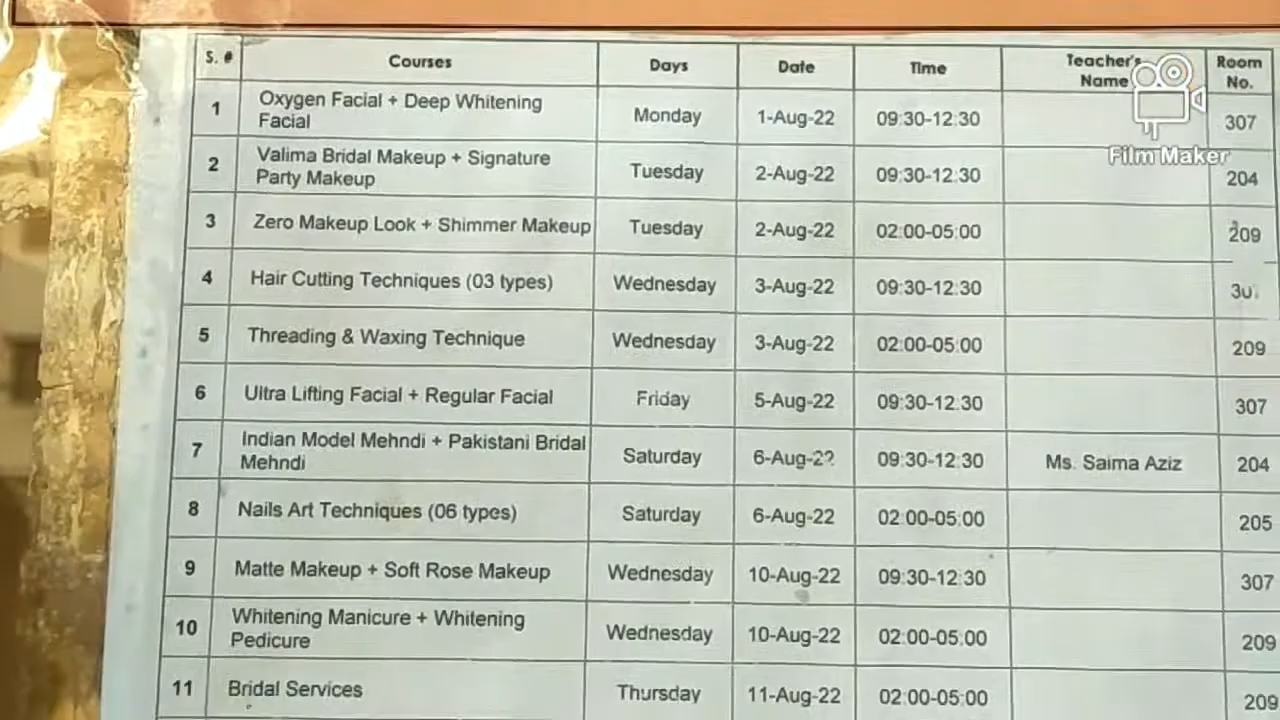 S. # Courses Days Date Time Teacher's Name Room No.
1 Oxygen Facial + Deep Whitening Facial Monday 1-Aug-22 09:30-12:30 307
2 Valima Bridal Makeup + Signature Party Makeup Tuesday 2-Aug-22 09:30-12:30 204
3 Zero Makeup Look + Shimmer Makeup Tuesday 2-Aug-22 02:00-05:00 209
4 Hair Cutting Techniques (03 types) Wednesday 3-Aug-22 09:30-12:30
5 Threading & Waxing Technique Wednesday 3-Aug-22 02:00-05:00 209
6 Ultra Lifting Facial + Regular Facial Friday 5-Aug-22 09:30-12:30 307
7 Indian Model Mehndi + Pakistani Bridal Mehndi Saturday 6-Aug-22 09:30-12:30 Ms. Saima Aziz 204
8 Nails Art Techniques (06 types) Saturday 6-Aug-22 02:00-05:00 205
9 Matte Makeup + Soft Rose Makeup Wednesday 10-Aug-22 09:30-12:30 307
10 Whitening Manicure + Whitening Pedicure Wednesday 10-Aug-22 02:00-05:00 209
11 Bridal Services Thursday 11-Aug-22 02:00-05:00 209
Film Maker